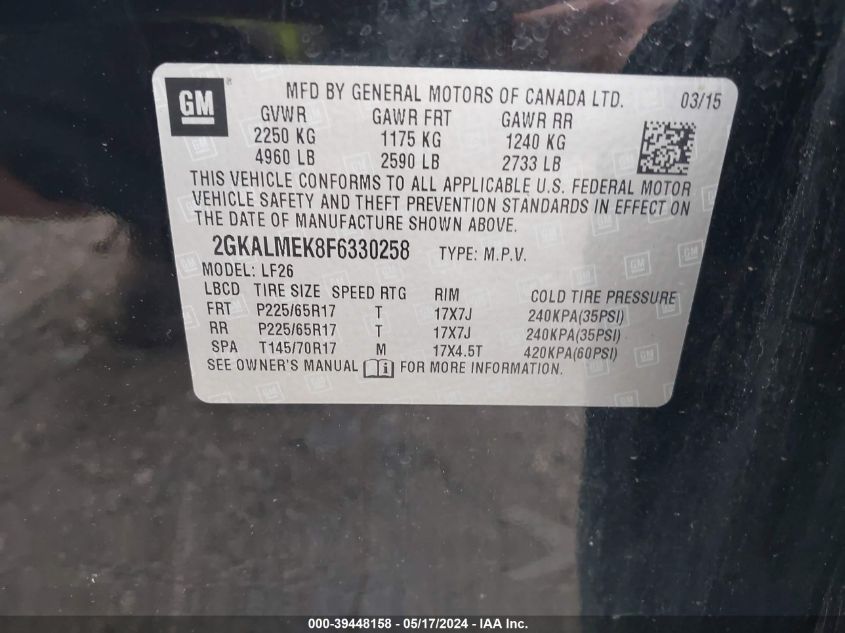 GM
MFD BY GENERAL MOTORS OF CANADA LTD. 03/15
GVWR GAWR FRT GAWR RR
2250 KG 1175 KG 1240 KG
4960 LB 2590 LB 2733 LB
THIS VEHICLE CONFORMS TO ALL APPLICABLE U.S. FEDERAL MOTOR
VEHICLE SAFETY AND THEFT PREVENTION STANDARDS IN EFFECT ON
THE DATE OF MANUFACTURE SHOWN ABOVE.
2GKALMEK8F6330258 TYPE: M.P.V.
MODEL: LF26
LBCD TIRE SIZE SPEED RTG RIM COLD TIRE PRESSURE
FRT P225/65R17 T 17X7J 240KPA(35PSI)
RR P225/65R17 T 17X7J 240KPA(35PSI)
SPA T145/70R17 M 17X4.5T 420KPA(60PSI)
SEE OWNER'S MANUAL FOR MORE INFORMATION.
000-39448158 - 05/17/2024 - IAA Inc.